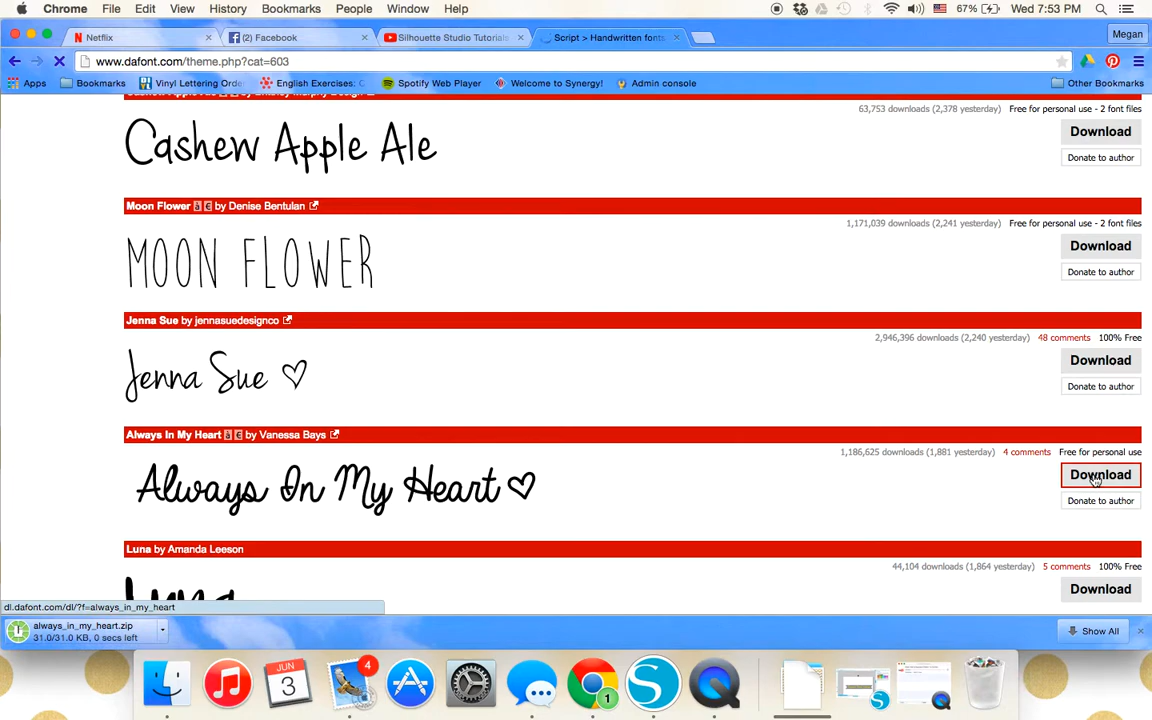 Chrome File Edit View History Bookmarks People Window Help 67% Wed 7:53 PM
Netflix (2) Facebook Silhouette Studio Tutorials Script > Handwritten fonts Megan
www.dafont.com/theme.php?cat=603
Apps Bookmarks Vinyl Lettering Orde English Exercises: C Spotify Web Player Welcome to Synergy! Admin console Other Bookmarks
63,753 downloads (2,378 yesterday) Free for personal use - 2 font files
Cashew Apple Ale
Download
Donate to author
Moon Flower à € by Denise Bentulan
1,171,039 downloads (2,241 yesterday) Free for personal use - 2 font files
MOON FLOWER
Download
Donate to author
Jenna Sue by jennasuedesignco
2,946,396 downloads (2,240 yesterday) 48 comments 100% Free
Jenna Sue ♡
Download
Donate to author
Always In My Heart à € by Vanessa Bays
1,186,625 downloads (1,881 yesterday) 4 comments Free for personal use
Always In My Heart ♡
Download
Donate to author
Luna by Amanda Leeson
44,104 downloads (1,864 yesterday) 5 comments 100% Free
Luna
Download
dl.dafont.com/dl/?f=always_in_my_heart
always_in_my_heart.zip
31.0/31.0 KB, 0 secs left
Show All
JUN
3
4
1